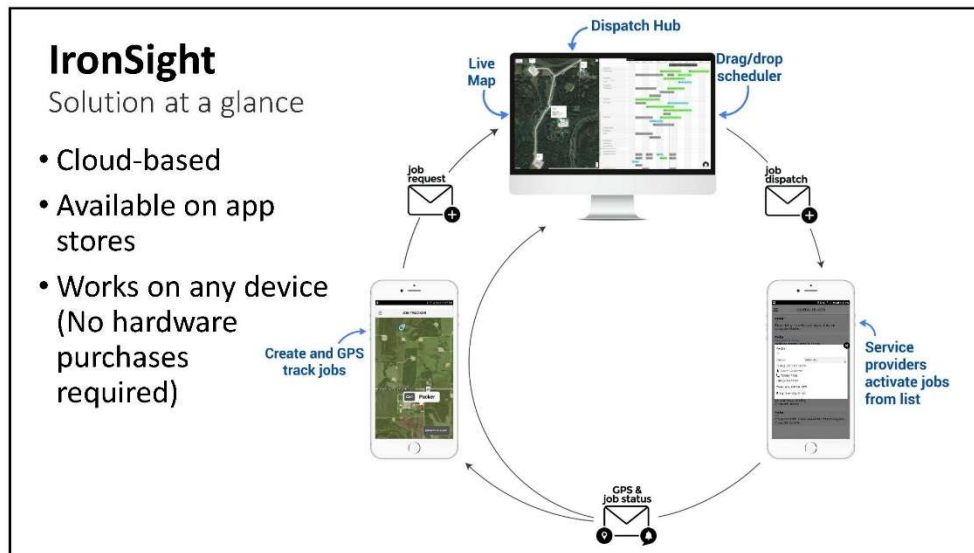 IronSight
Solution at a glance
• Cloud-based
• Available on app
stores
• Works on any device
(No hardware
purchases
required)
Dispatch Hub
Live
Map
Drag/drop
scheduler
job
request
job
dispatch
Create and GPS
track jobs
Packer
Service
providers
activate jobs
from list
GPS &
job status